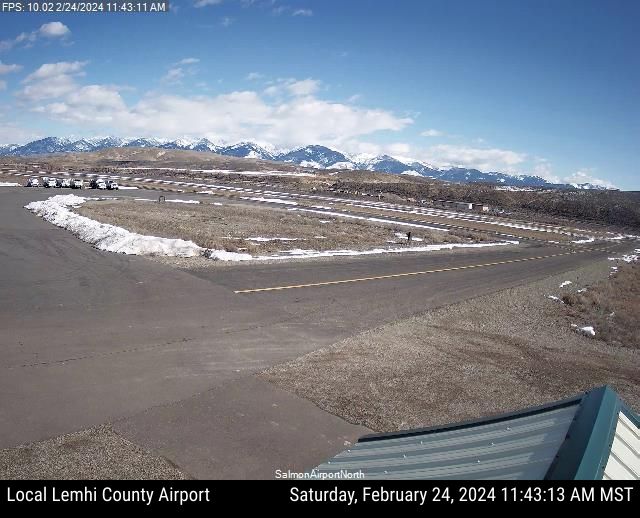 FPS: 10.02 2/24/2024 11:43:11 AM MST
SalmonAirportNorth
Local Lemhi County Airport Saturday, February 24, 2024 11:43:13 AM MST